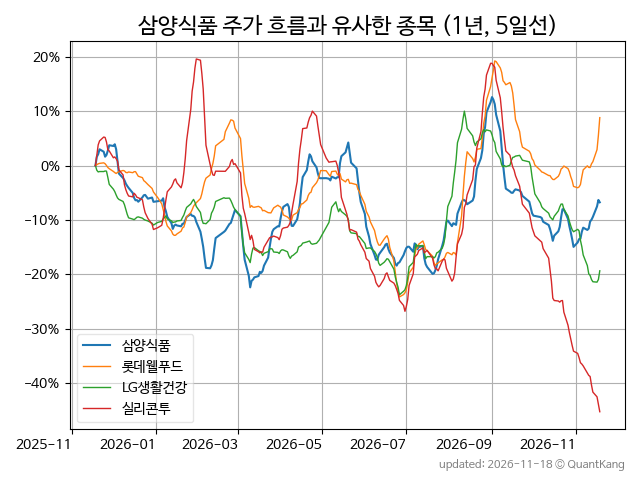 삼양식품 주가 흐름과 유사한 종목 (1년, 5일선)
20%
10%
0%
−10%
−20%
−30%
−40%
삼양식품
롯데웰푸드
LG생활건강
실리콘투
2025-11 2026-01 2026-03 2026-05 2026-07 2026-09 2026-11
updated: 2026-11-18 ⓒ QuantKang